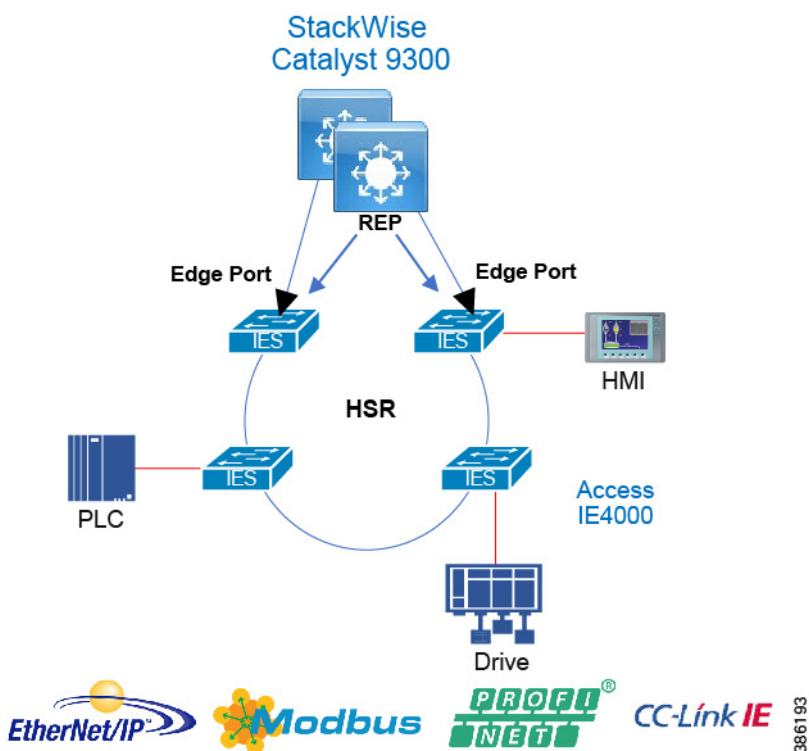 StackWise
Catalyst 9300
REP
Edge Port
Edge Port
IES
IES
HMI
HSR
IES
IES
PLC
Access
IE4000
Drive
EtherNet/IP™
Modbus
PROFI
NET
®
CC-Link IE
386193